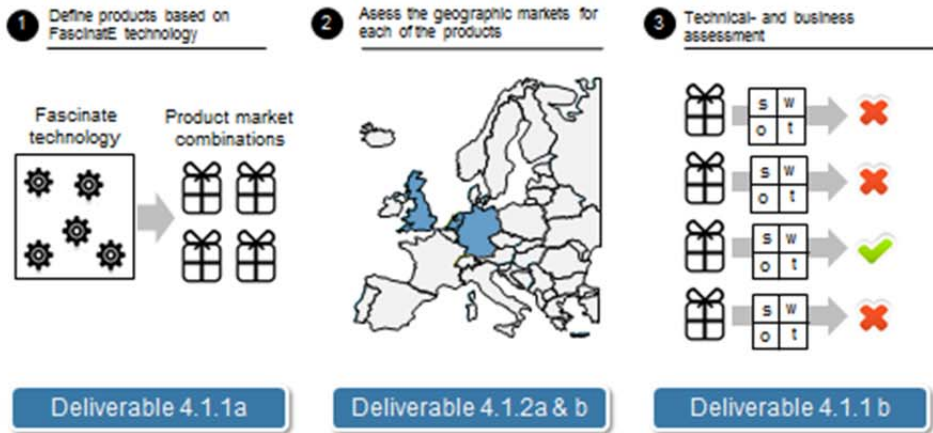 1 Define products based on
FascinatE technology
Fascinate
technology
Product market
combinations
Deliverable 4.1.1a
2 Asess the geographic markets for
each of the products
Deliverable 4.1.2a & b
3 Technical- and business
assessment
s w
o t
s w
o t
s w
o t
s w
o t
Deliverable 4.1.1 b